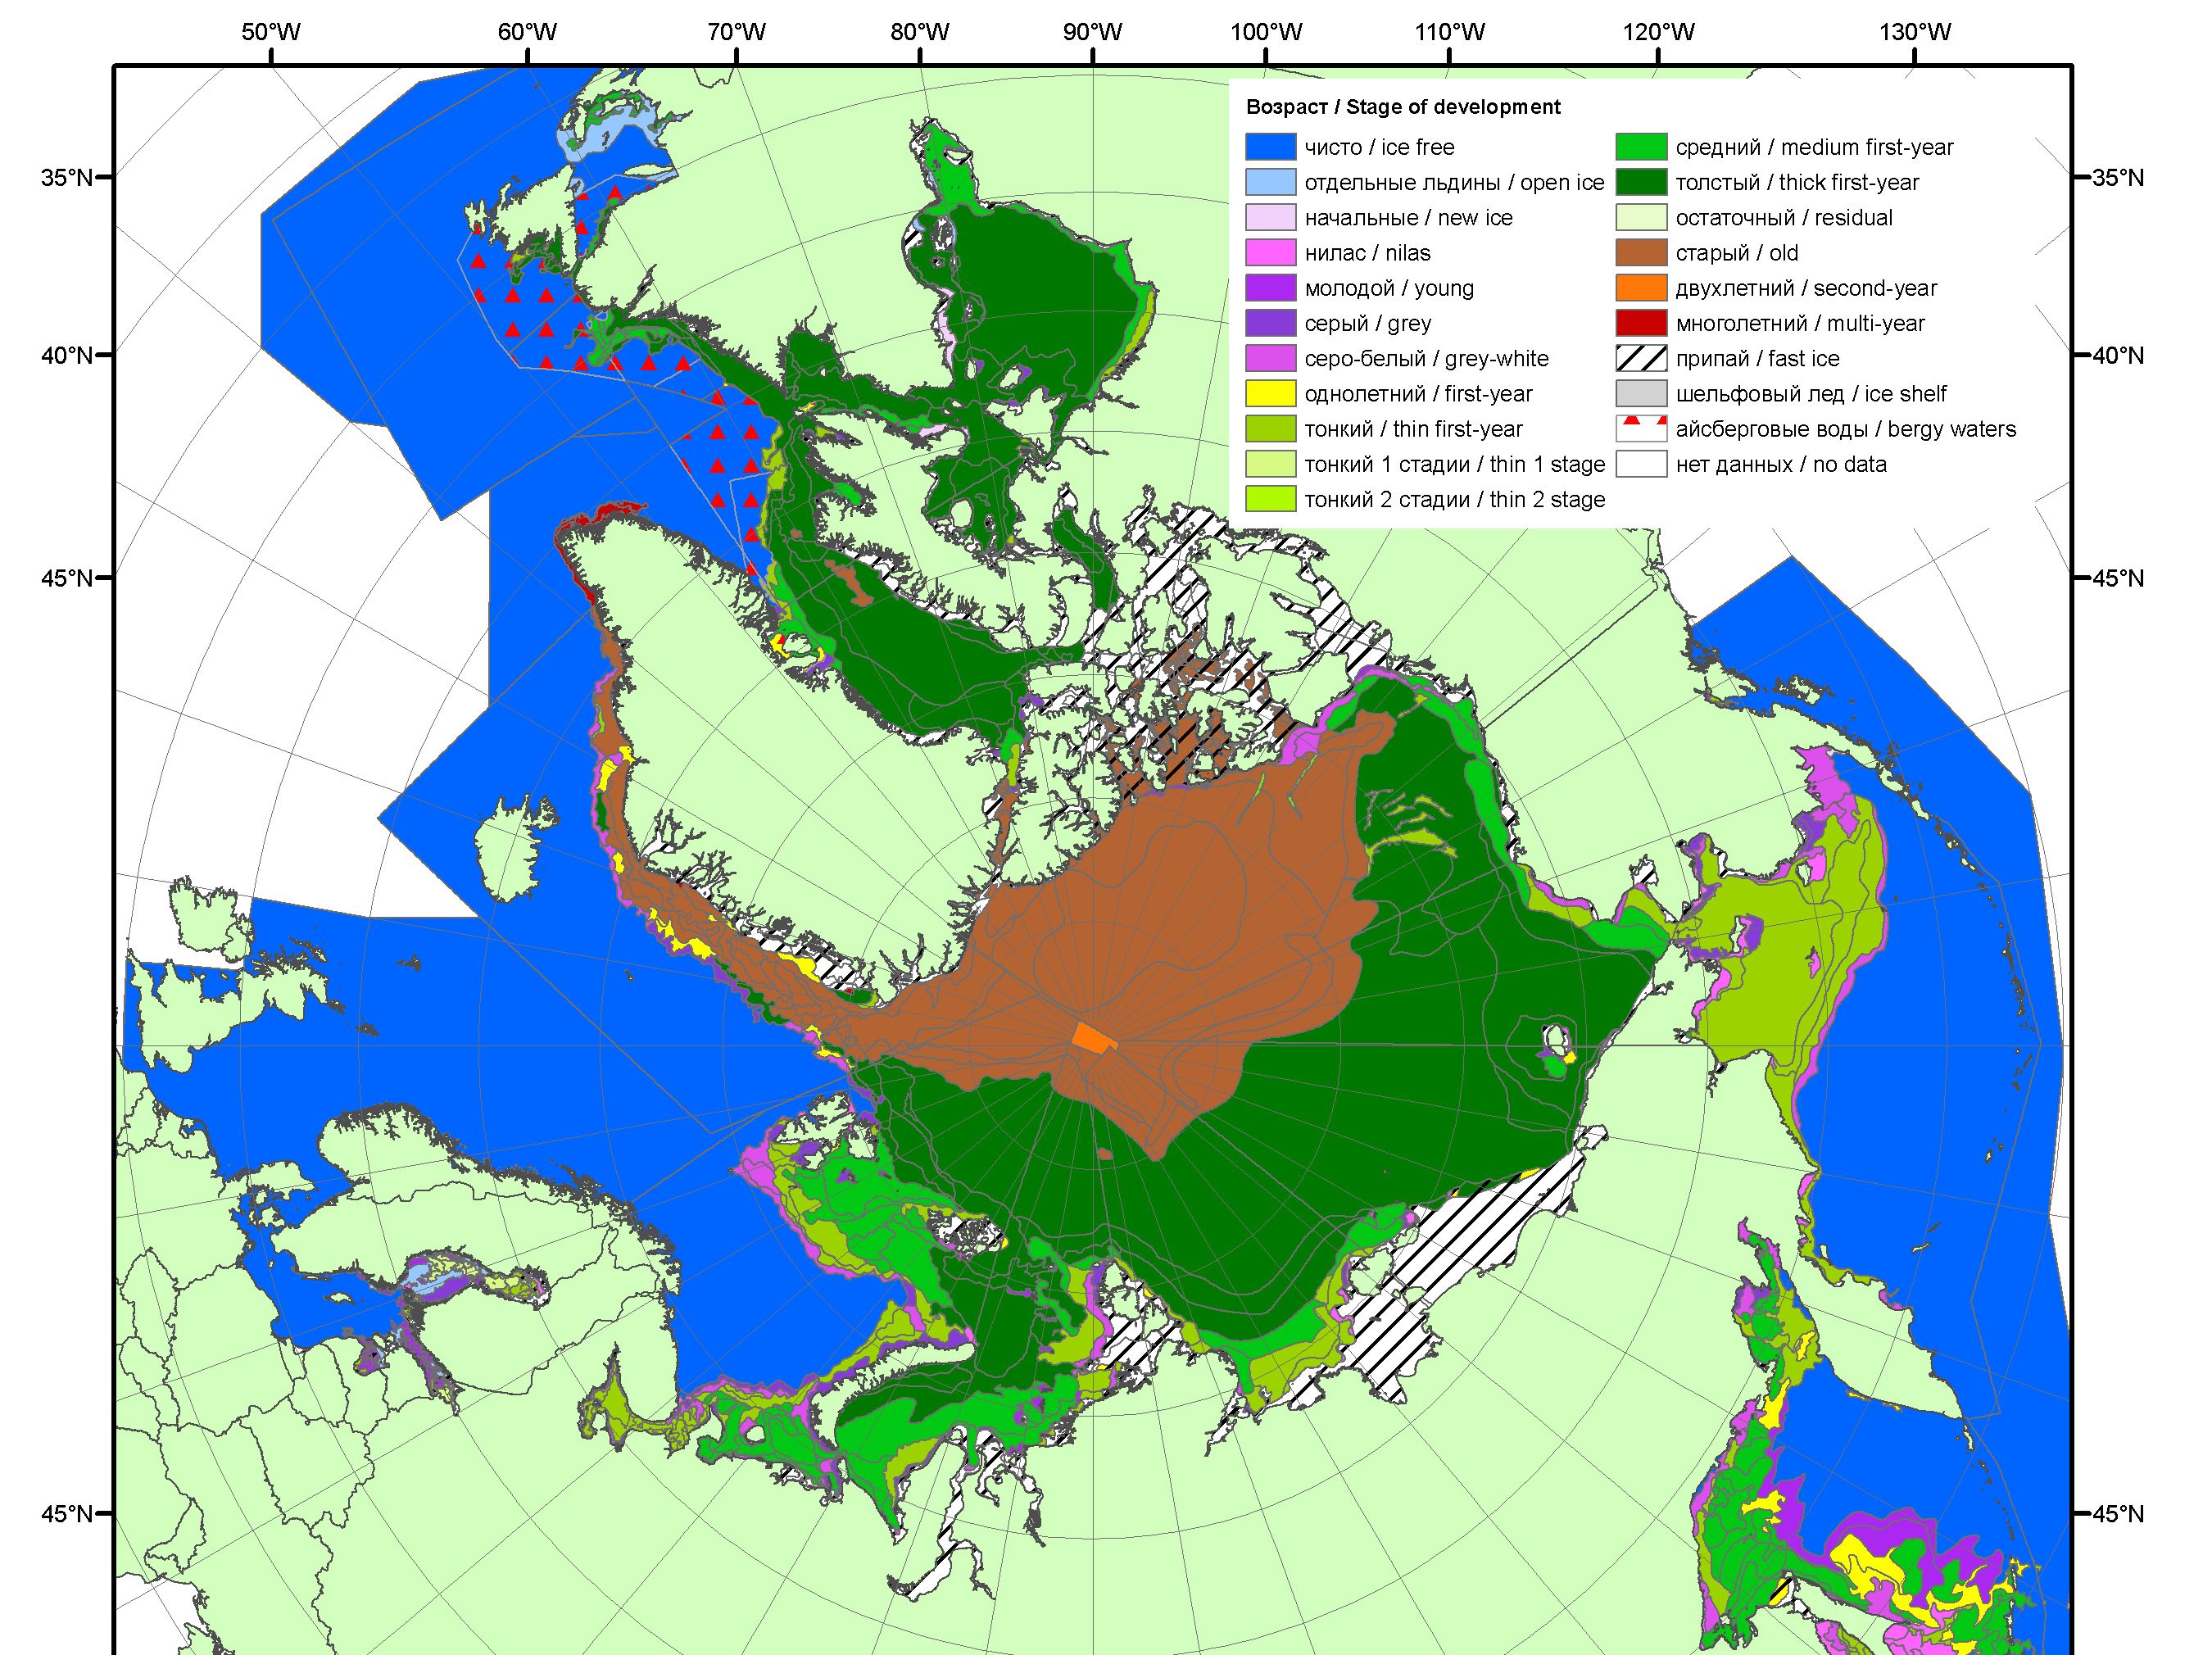 50°W 60°W 70°W 80°W 90°W 100°W 110°W 120°W 130°W
Возраст / Stage of development
чисто / ice free
отдельные льдины / open ice
начальные / new ice
нилас / nilas
молодой / young
серый / grey
серо-белый / grey-white
однолетний / first-year
тонкий / thin first-year
тонкий 1 стадии / thin 1 stage
тонкий 2 стадии / thin 2 stage
средний / medium first-year
толстый / thick first-year
остаточный / residual
старый / old
двухлетний / second-year
многолетний / multi-year
припай / fast ice
шельфовый лед / ice shelf
айсберговые воды / bergy waters
нет данных / no data
35°N 35°N
40°N 40°N
45°N 45°N
45°N 45°N